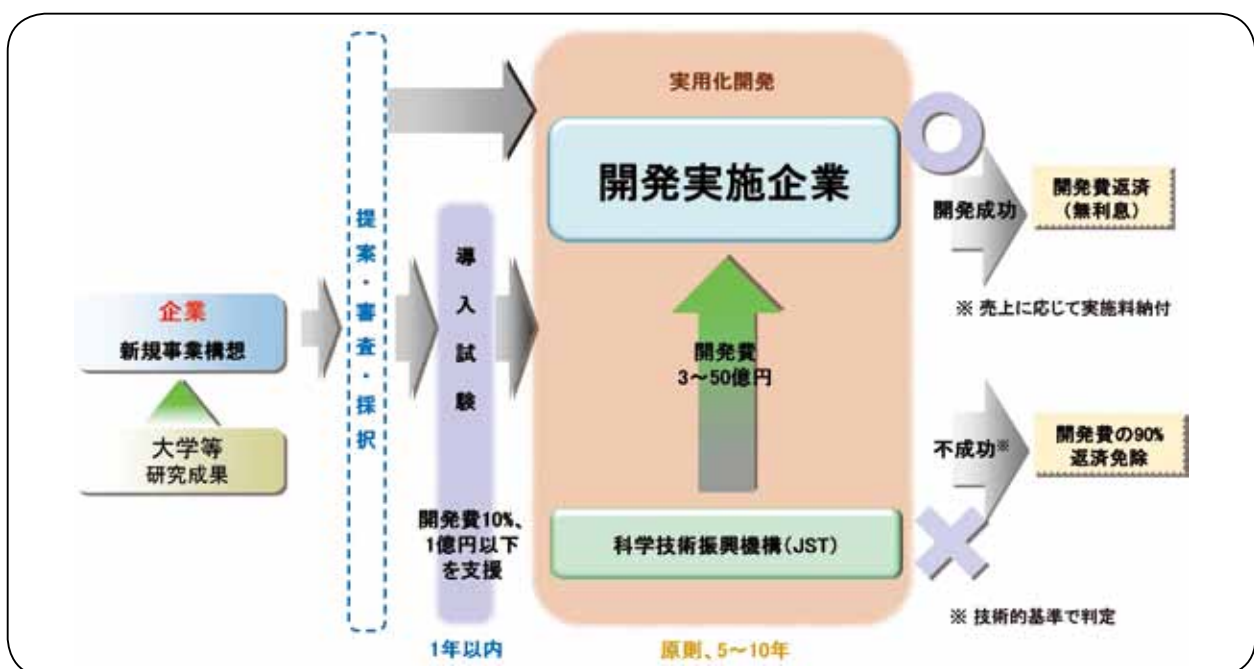 企業
新規事業構想
大学等
研究成果
提案・審査・採択
導入試験
開発費10%、
1億円以下
を支援
1年以内
実用化開発
開発実施企業
開発費
3～50億円
科学技術振興機構（JST）
原則、5～10年
開発成功
開発費返済
（無利息）
※ 売上に応じて実施料納付
不成功※
開発費の90%
返済免除
※ 技術的基準で判定